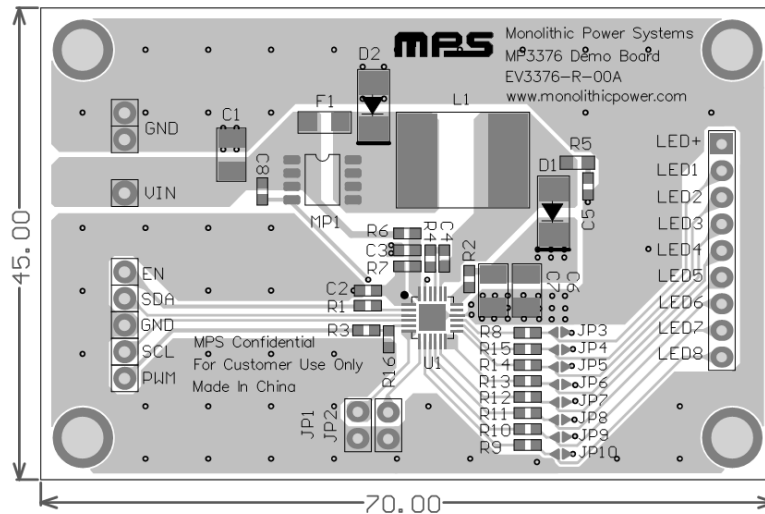 MPS
Monolithic Power Systems
MP3376 Demo Board
EV3376-R-00A
www.monolithicpower.com
D2
C1
F1
L1
GND
VIN
C8
MP1
R5
D1
C5
LED+
LED1
LED2
LED3
LED4
LED5
LED6
LED7
LED8
R6
C3
R7
R4
C4
R2
C7
C6
EN
SDA
GND
SCL
PWM
C2
R1
R3
R16
U1
MPS Confidential
For Customer Use Only
Made In China
JP1
JP2
R8
R15
R14
R13
R12
R11
R10
R9
JP3
JP4
JP5
JP6
JP7
JP8
JP9
JP10
45.00
70.00